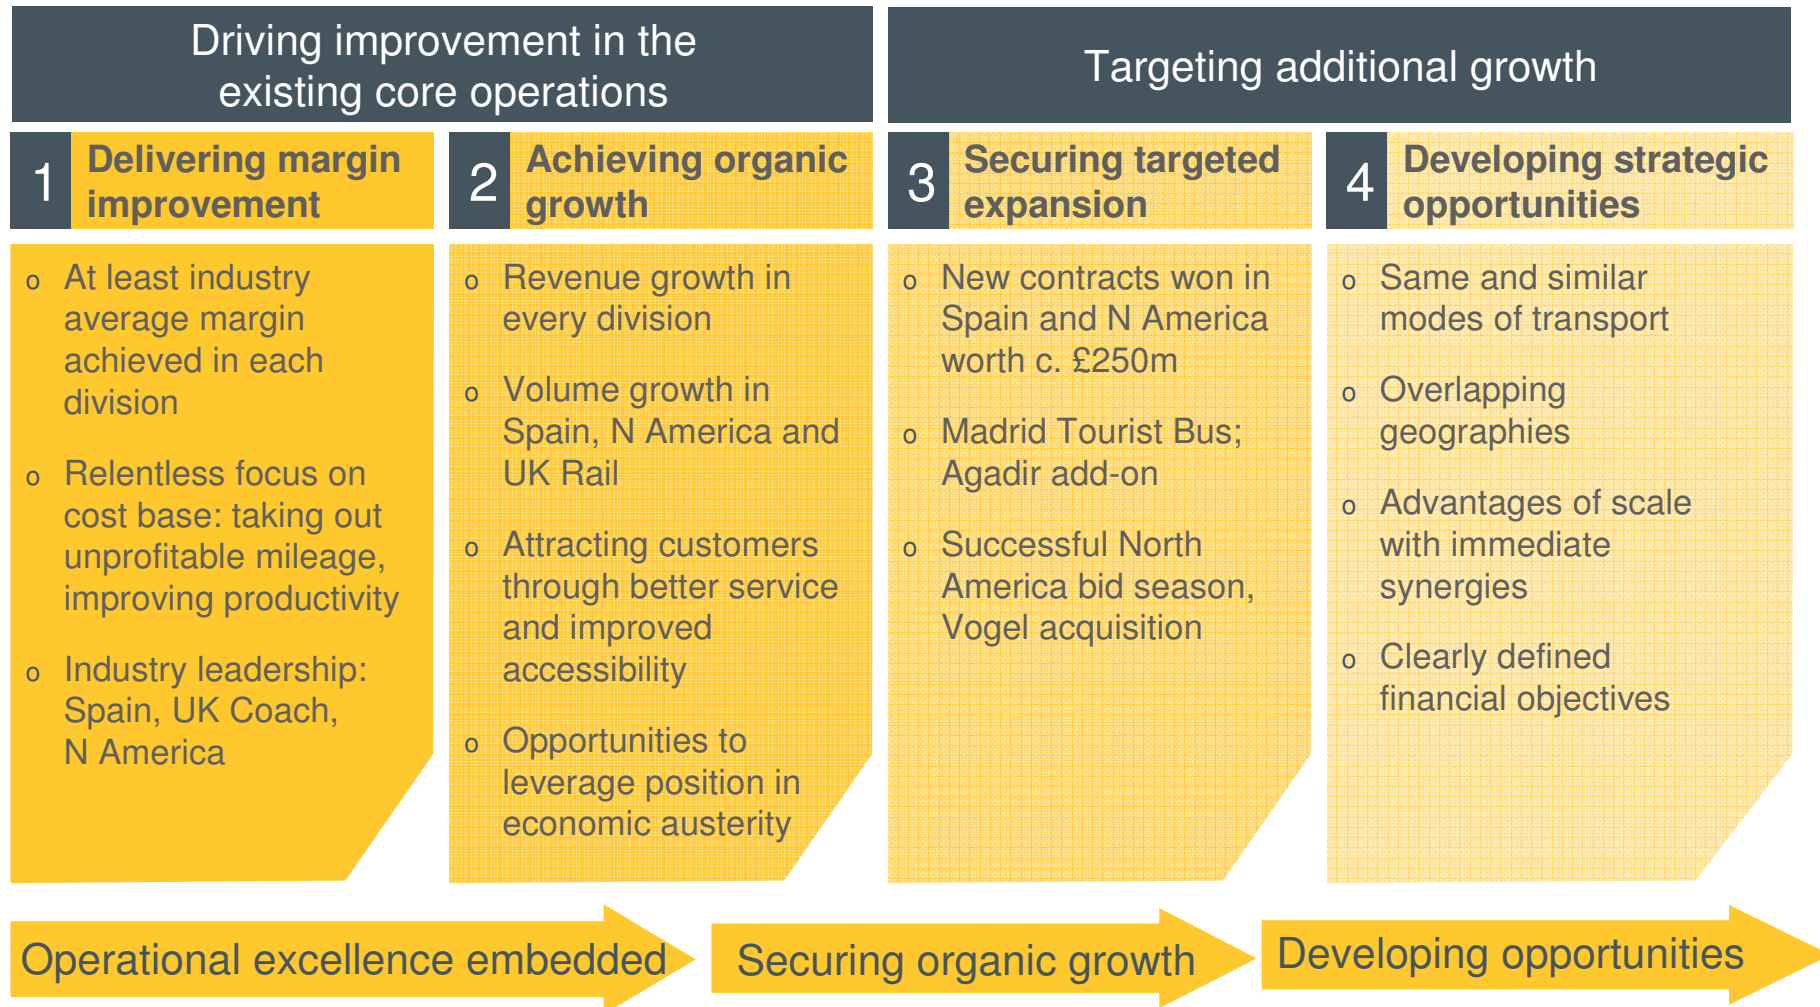 Driving improvement in the
existing core operations
Targeting additional growth
1
Delivering margin
improvement
o At least industry
average margin
achieved in each
division
o Relentless focus on
cost base: taking out
unprofitable mileage,
improving productivity
o Industry leadership:
Spain, UK Coach,
N America
2
Achieving organic
growth
o Revenue growth in
every division
o Volume growth in
Spain, N America and
UK Rail
o Attracting customers
through better service
and improved
accessibility
o Opportunities to
leverage position in
economic austerity
3
Securing targeted
expansion
o New contracts won in
Spain and N America
worth c. £250m
o Madrid Tourist Bus;
Agadir add-on
o Successful North
America bid season,
Vogel acquisition
4
Developing strategic
opportunities
o Same and similar
modes of transport
o Overlapping
geographies
o Advantages of scale
with immediate
synergies
o Clearly defined
financial objectives
Operational excellence embedded
Securing organic growth
Developing opportunities